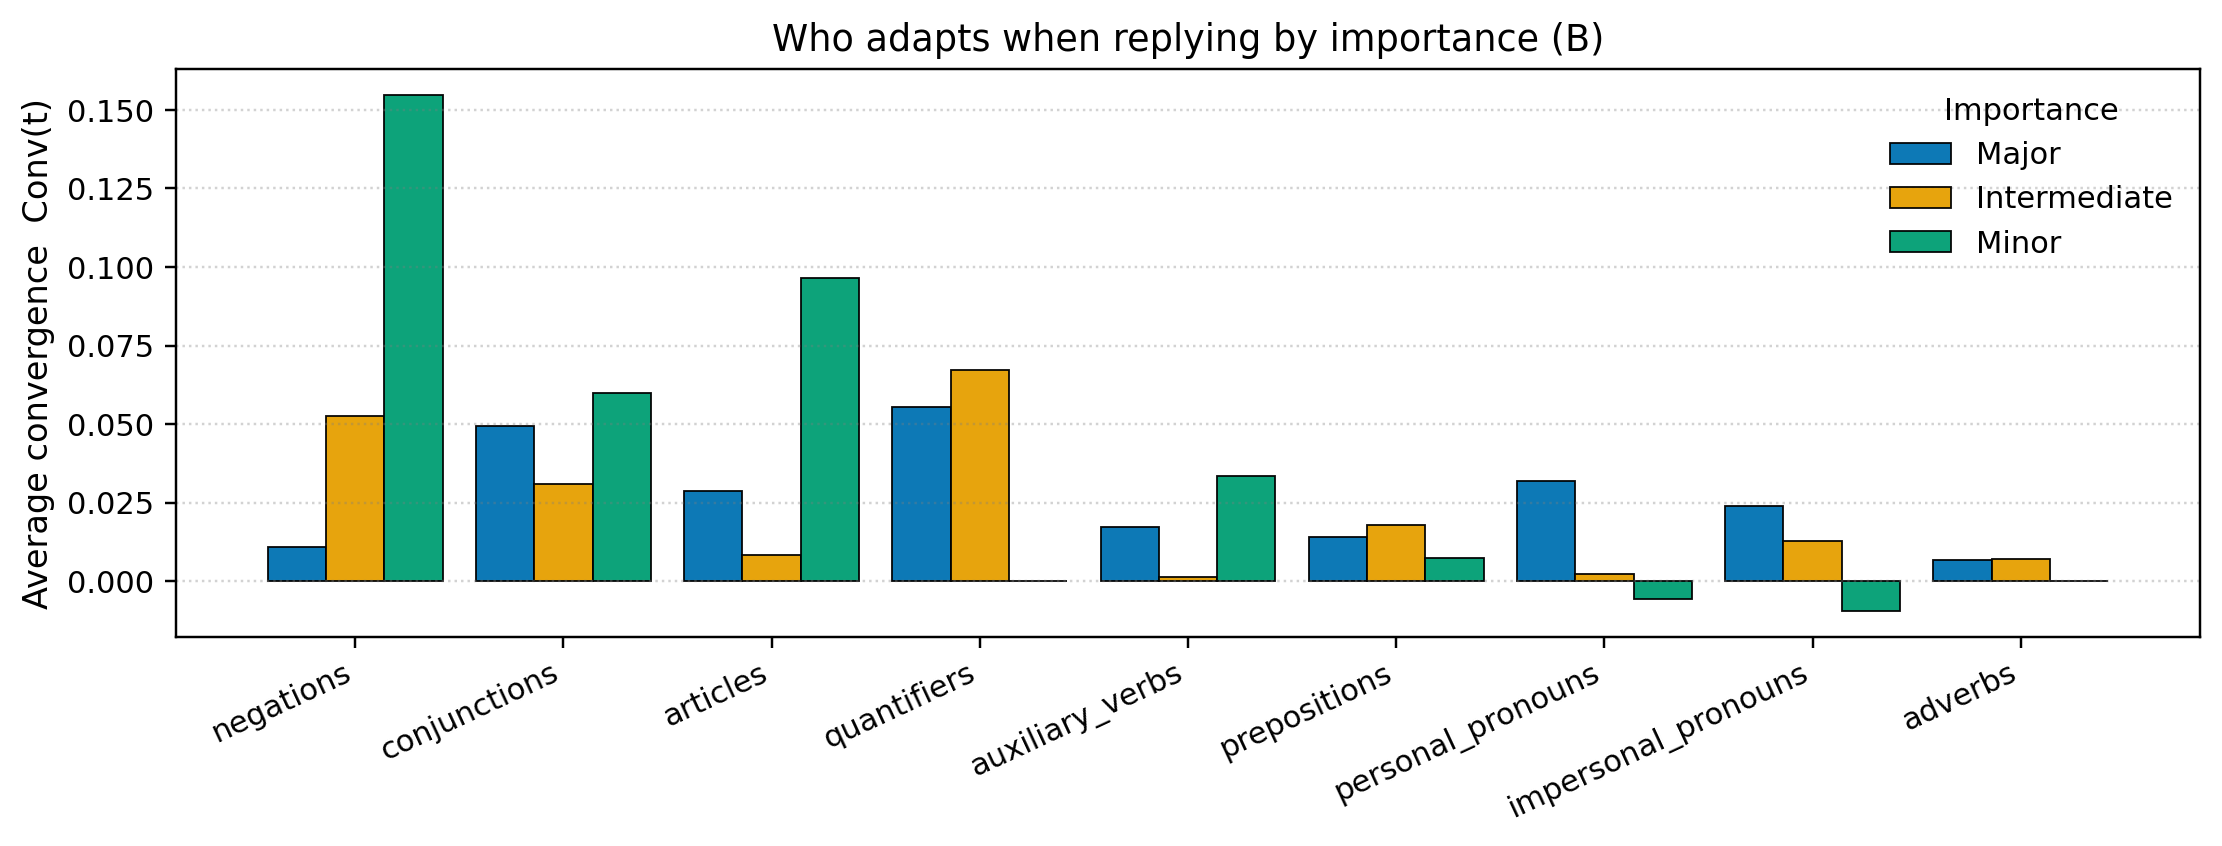 Who adapts when replying by importance (B)
Average convergence  Conv(t)
0.150
0.125
0.100
0.075
0.050
0.025
0.000
Importance
Major
Intermediate
Minor
negations
conjunctions
articles
quantifiers
auxiliary_verbs
prepositions
personal_pronouns
impersonal_pronouns
adverbs